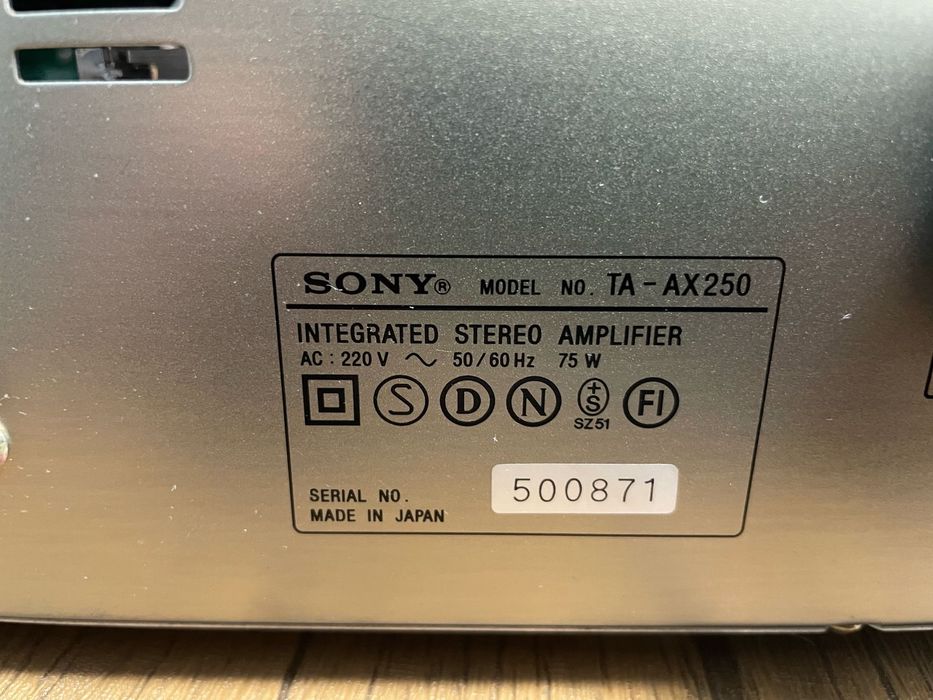 SONY® MODEL NO. TA-AX250
INTEGRATED STEREO AMPLIFIER
AC : 220 V ～ 50/60 Hz 75 W
S D N +S FI
SZ51
SERIAL NO. 500871
MADE IN JAPAN